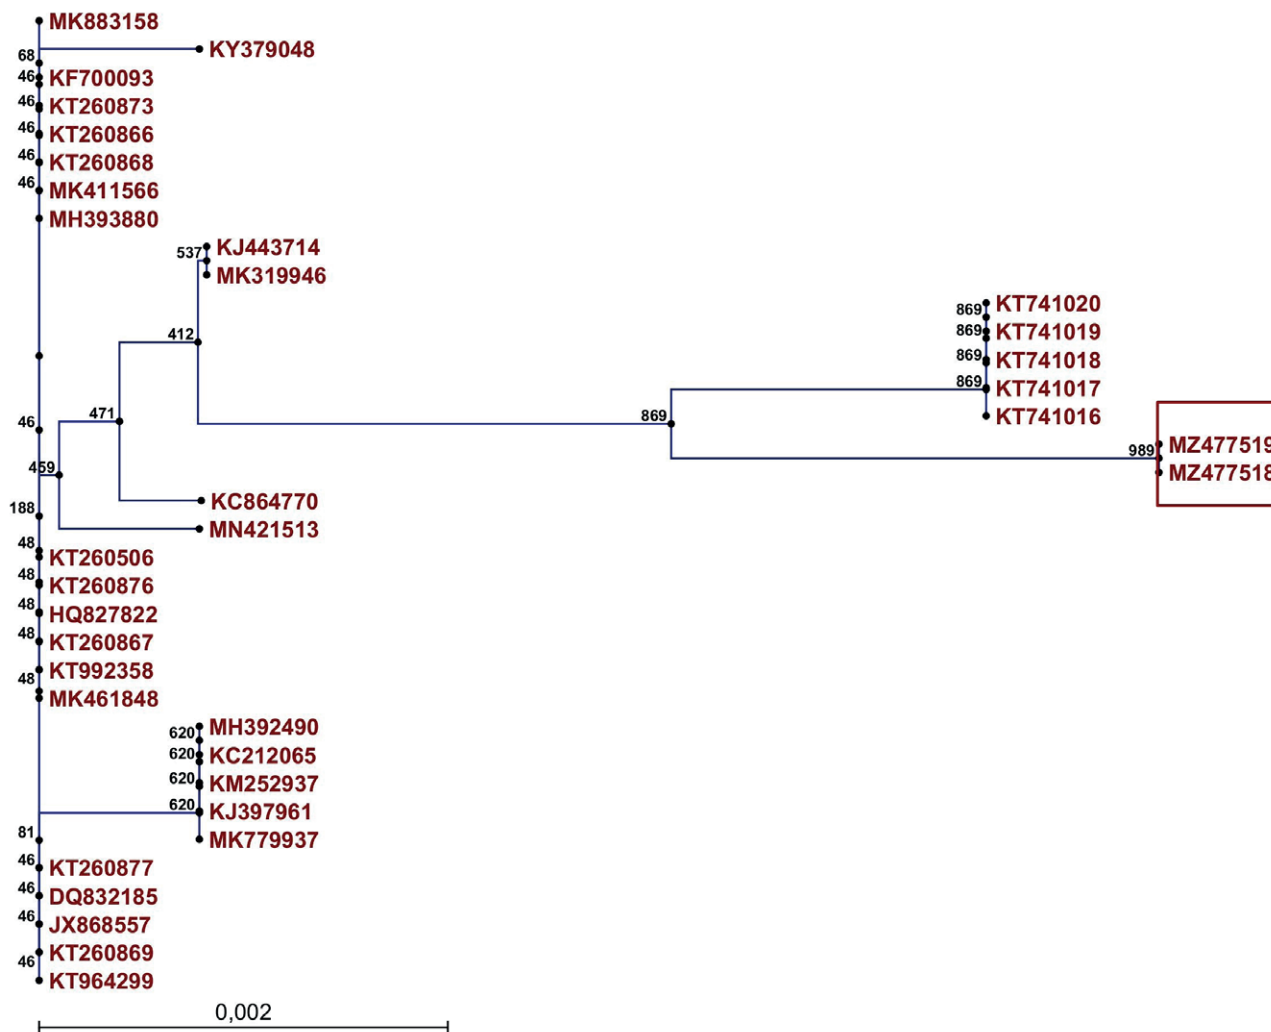 MK883158
KY379048
68
46 KF700093
46 KT260873
46 KT260866
46 KT260868
46 MK411566
MH393880
537 KJ443714
MK319946
KT741020
869
869 KT741019
412
869 KT741018
869 KT741017
471
869
KT741016
46
MZ477519
989
459
MZ477518
KC864770
188
MN421513
48
KT260506
48 KT260876
48 HQ827822
48 KT260867
KT992358
48
MK461848
MH392490
620
620 KC212065
620 KM252937
620 KJ397961
81
MK779937
46 KT260877
46 DQ832185
46 JX868557
KT260869
46
KT964299
0,002